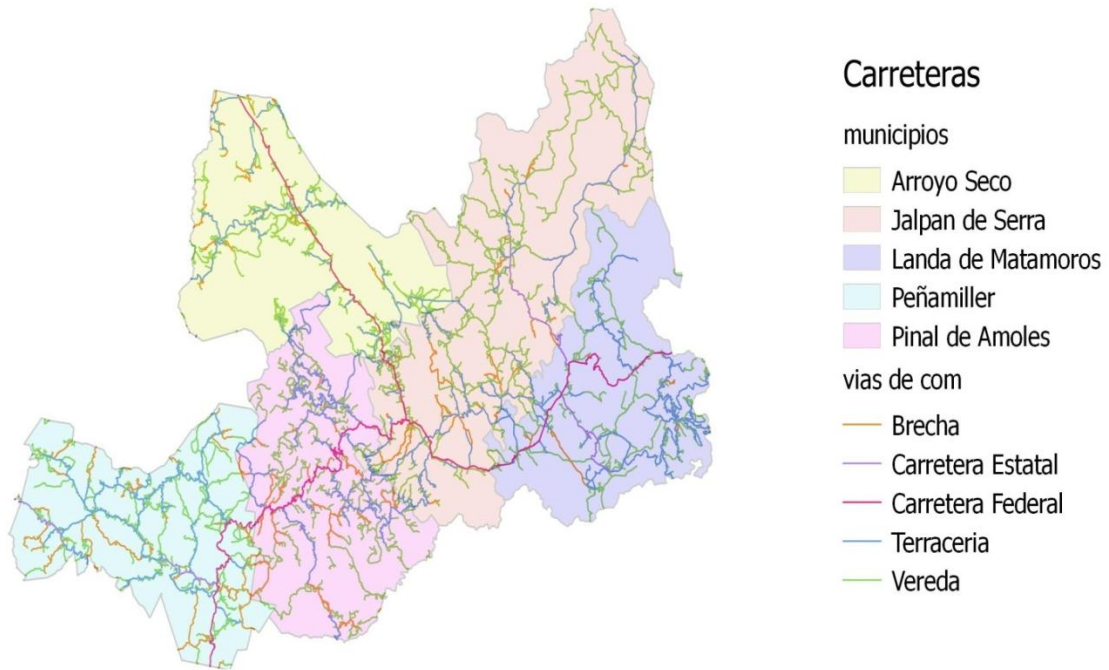 Carreteras
municipios
Arroyo Seco
Jalpan de Serra
Landa de Matamoros
Peñamiller
Pinal de Amoles
vias de com
Brecha
Carretera Estatal
Carretera Federal
Terraceria
Vereda